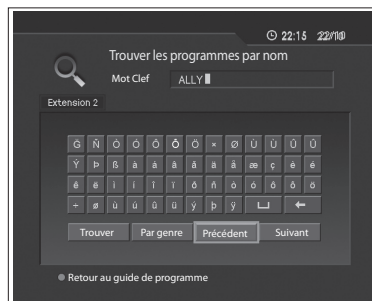 22:15 22/10
Trouver les programmes par nom
Mot Clef ALLY
Extension 2
Ğ Ñ Ó Ó Ô Ô Ö × Ø Ù Ù Û Ü
Ý Þ ß à á â ã ä å æ ç è é
ê ë ì í î ï ð ñ ò ó ô õ ö
÷ ø ù ú û ü ý þ ÿ
Trouver Par genre Précédent Suivant
Retour au guide de programme